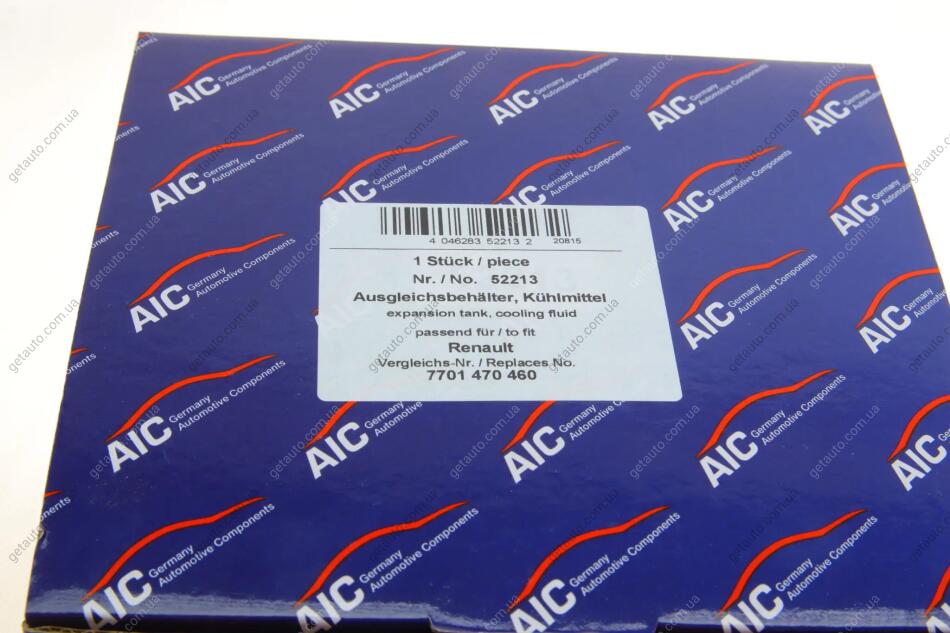 AIC Germany
Automotive Components
4 046283 52213 2 20815
1 Stück / piece
Nr. / No. 52213
Ausgleichsbehälter, Kühlmittel
expansion tank, cooling fluid
passend für / to fit
Renault
Vergleichs-Nr. / Replaces No.
7701 470 460
getauto.com.ua